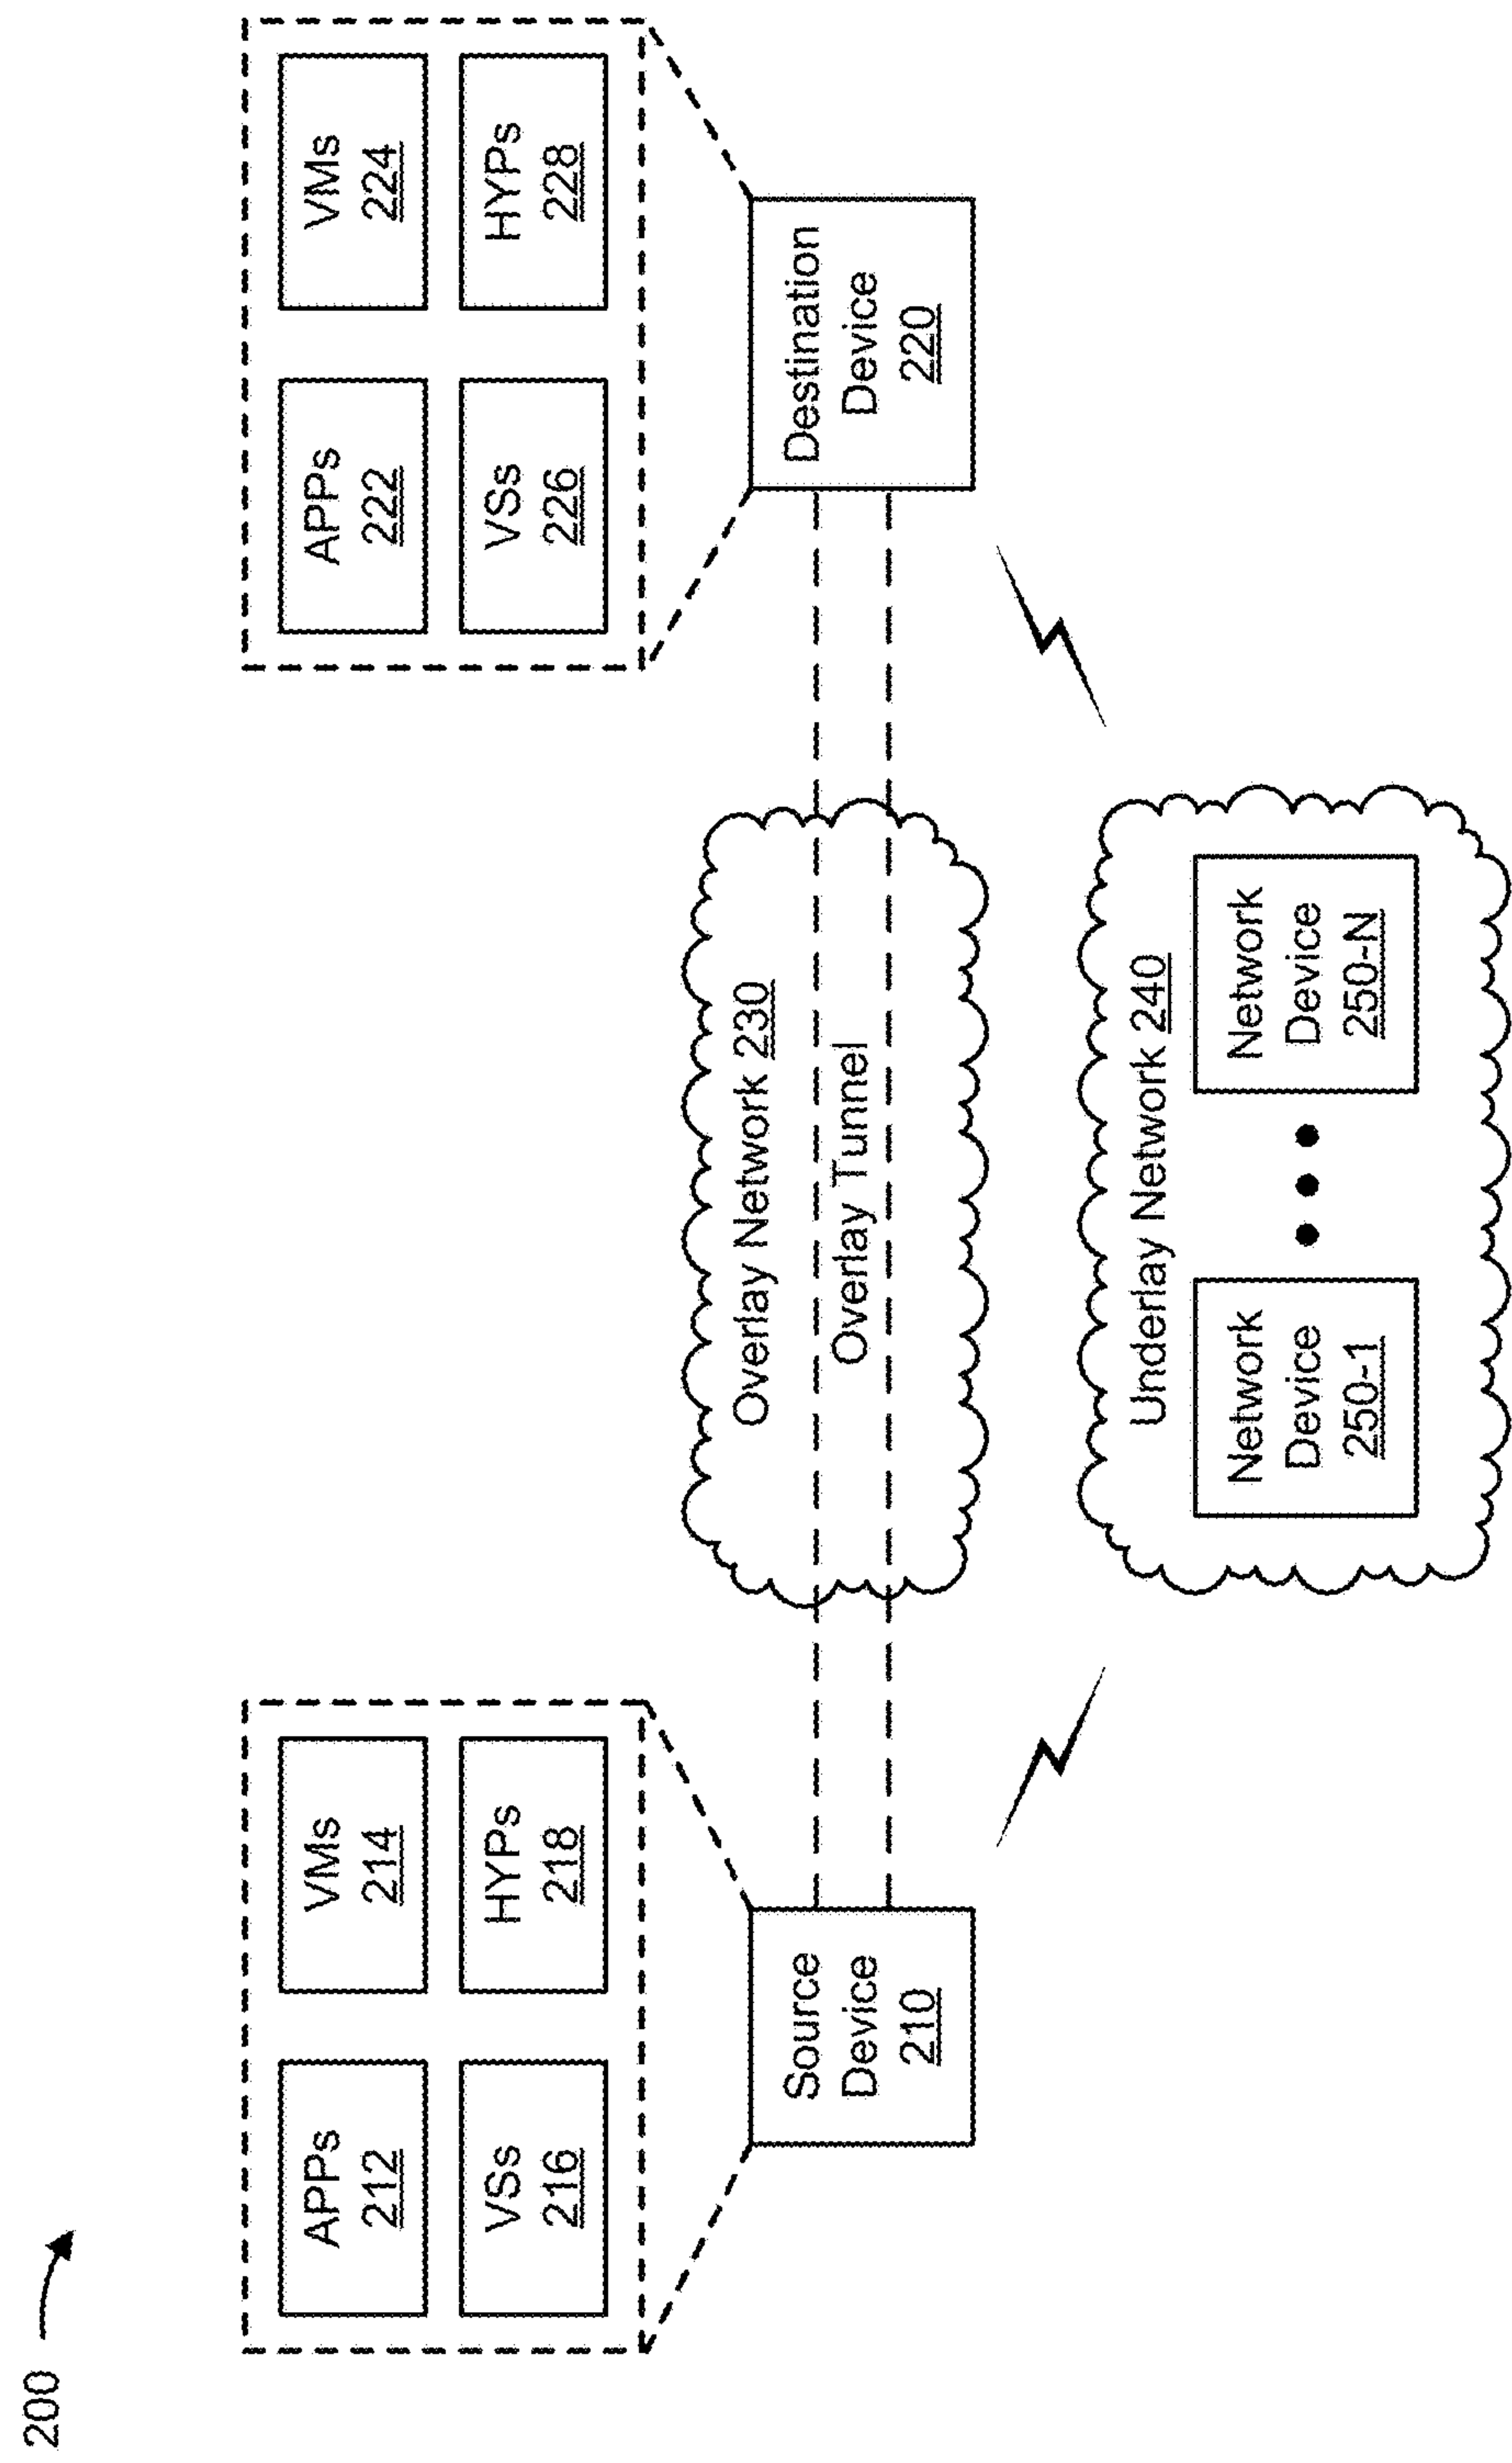 200
APPs
212
VMs
214
VSs
216
HYPs
218
APPs
222
VMs
224
VSs
226
HYPs
228
Source
Device
210
Overlay Network 230
Overlay Tunnel
Destination
Device
220
Underlay Network 240
Network
Device
250-1
Network
Device
250-N